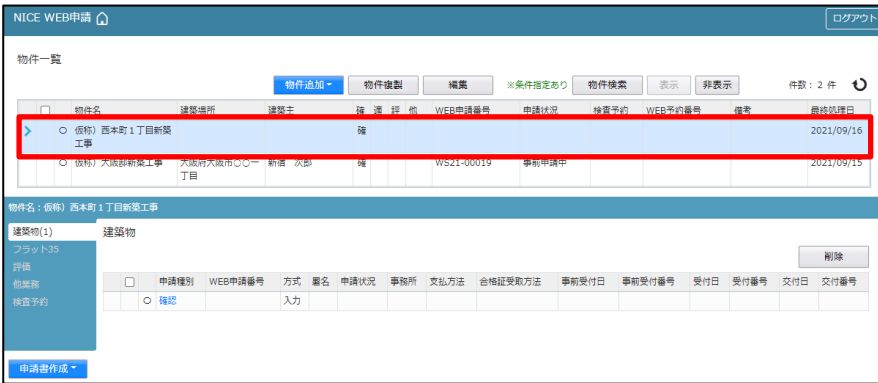 NICE WEB申請 ログアウト
物件一覧
物件追加 物件複製 編集 ※条件指定あり 物件検索 表示 非表示 件数: 2 件
物件名 建築場所 建築主 確 適 評 他 WEB申請番号 申請状況 検査予約 WEB予約番号 備考 最終処理日
○ 仮称）西本町１丁目新築 確 2021/09/16
工事
○ 仮称）大阪邸新築工事 大阪府大阪市○○一 新宿 次郎 確 WS21-00019 事前申請中 2021/09/15
丁目
物件名：仮称）西本町１丁目新築工事
建築物(1) 建築物
フラット35
削除
評価
他業務
申請種別 WEB申請番号 方式 署名 申請状況 事務所 支払方法 合格証受取方法 事前受付日 事前受付番号 受付日 受付番号 交付日 交付番号
検査予約
○ 確認 入力
申請書作成